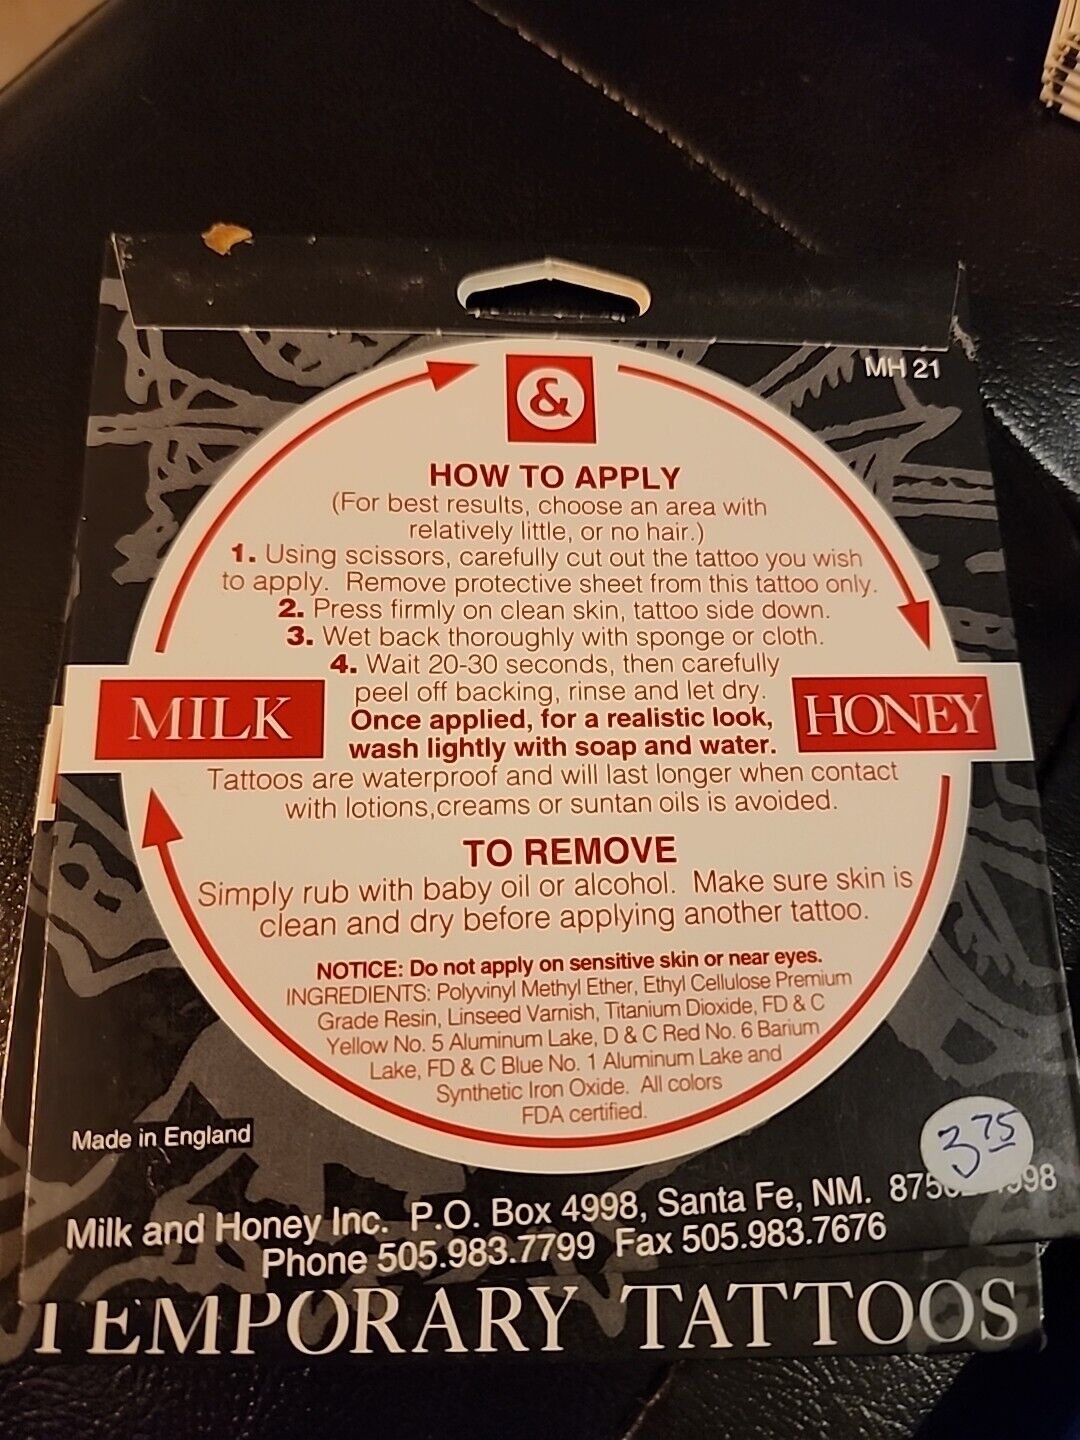 MH 21
&
HOW TO APPLY
(For best results, choose an area with
relatively little, or no hair.)
1. Using scissors, carefully cut out the tattoo you wish
to apply. Remove protective sheet from this tattoo only.
2. Press firmly on clean skin, tattoo side down.
3. Wet back thoroughly with sponge or cloth.
4. Wait 20-30 seconds, then carefully
peel off backing, rinse and let dry.
MILK
HONEY
Once applied, for a realistic look,
wash lightly with soap and water.
Tattoos are waterproof and will last longer when contact
with lotions,creams or suntan oils is avoided.
TO REMOVE
Simply rub with baby oil or alcohol. Make sure skin is
clean and dry before applying another tattoo.
NOTICE: Do not apply on sensitive skin or near eyes.
INGREDIENTS: Polyvinyl Methyl Ether, Ethyl Cellulose Premium
Grade Resin, Linseed Varnish, Titanium Dioxide, FD & C
Yellow No. 5 Aluminum Lake, D & C Red No. 6 Barium
Lake, FD & C Blue No. 1 Aluminum Lake and
Synthetic Iron Oxide. All colors
FDA certified.
Made in England
3 75
Milk and Honey Inc. P.O. Box 4998, Santa Fe, NM.
Phone 505.983.7799 Fax 505.983.7676
TEMPORARY TATTOOS